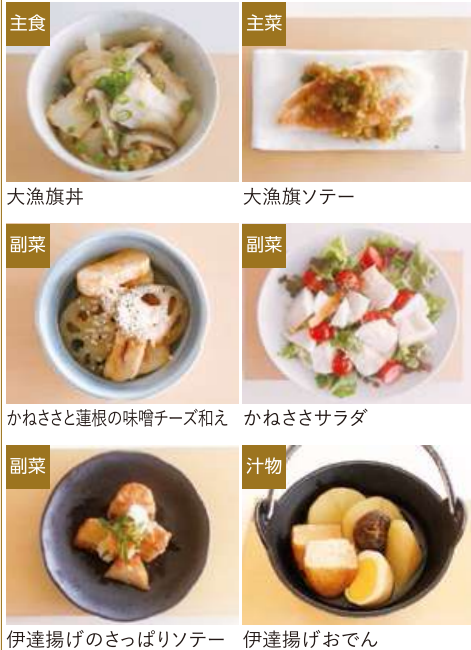 主食
主菜
大漁旗丼
大漁旗ソテー
副菜
副菜
かねささと蓮根の味噌チーズ和え
かねささサラダ
副菜
汁物
伊達揚げのさっぱりソテー
伊達揚げおでん